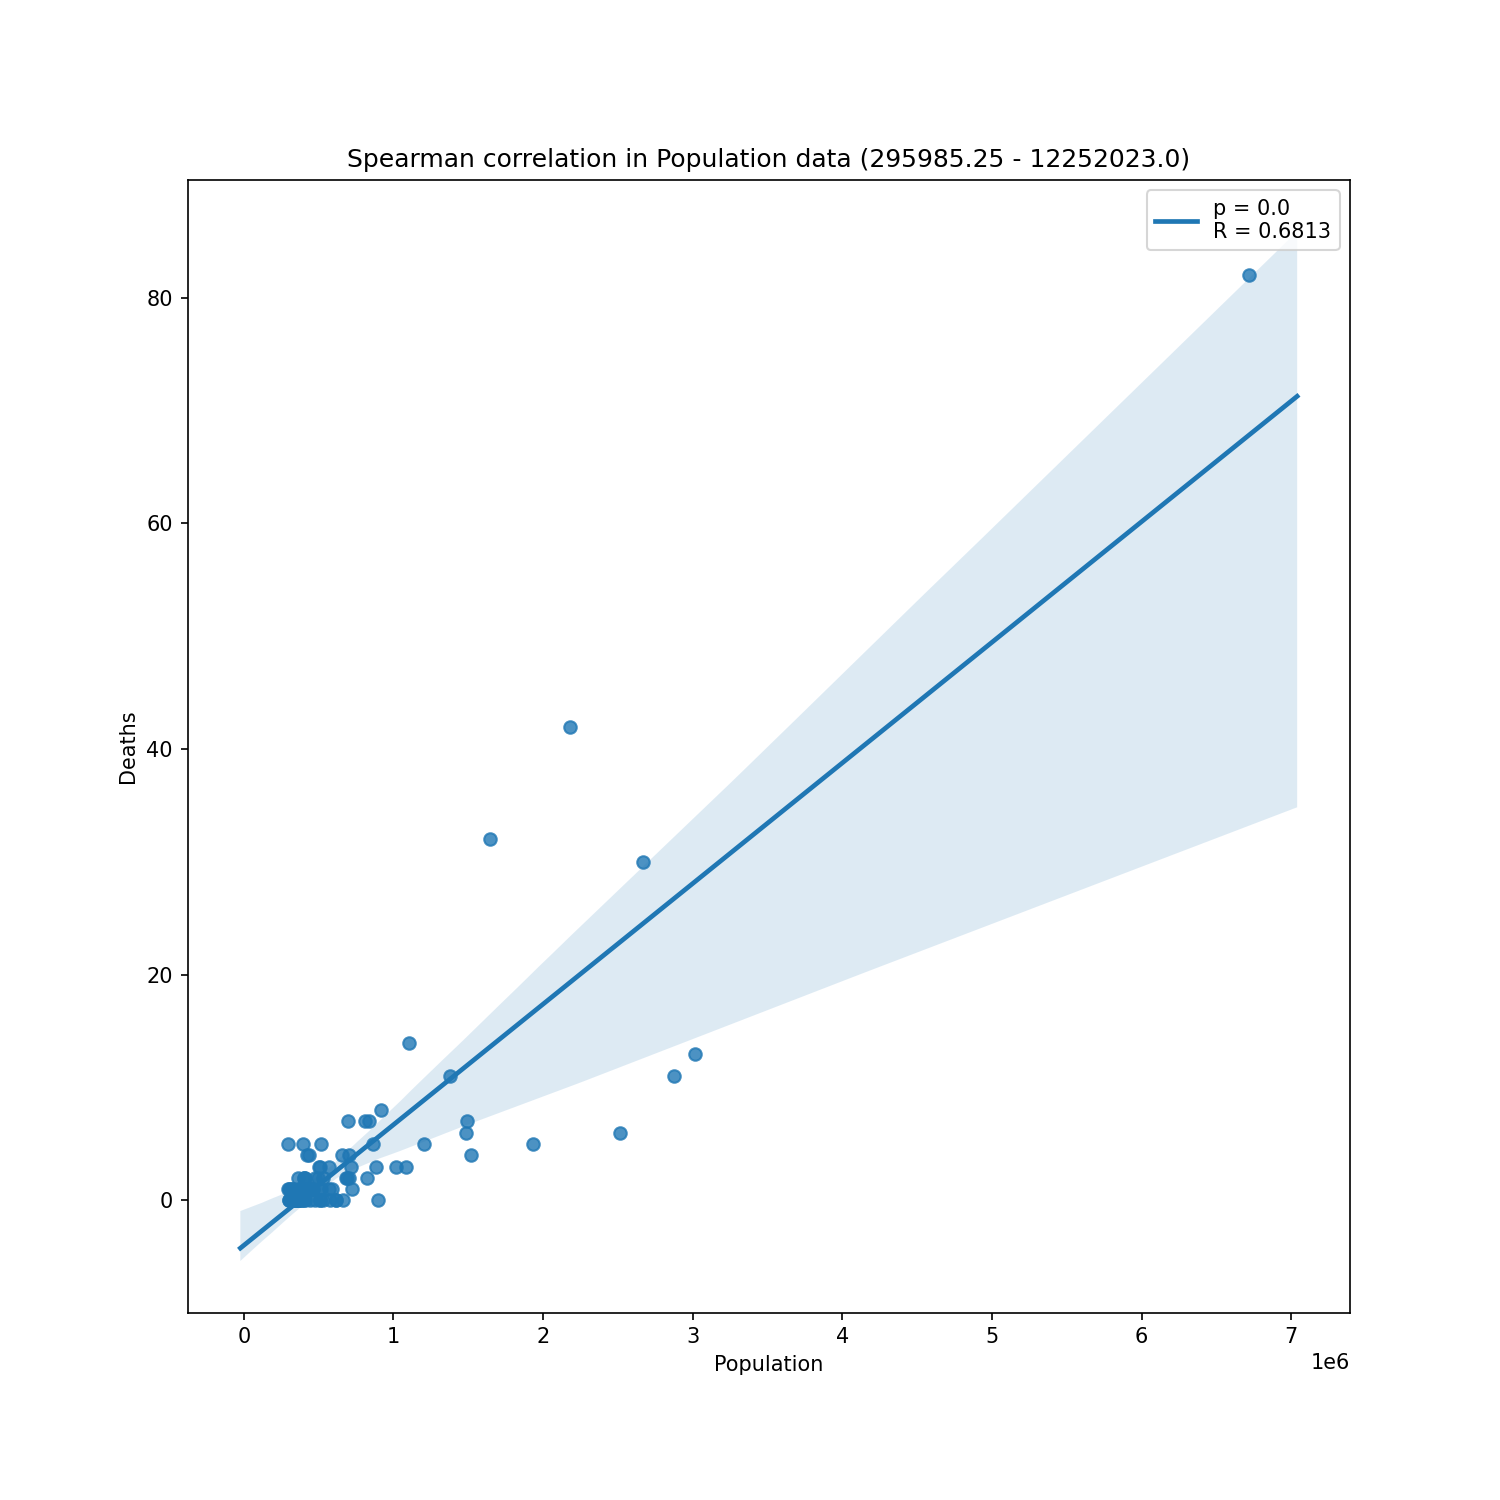 Spearman correlation in Population data (295985.25 - 12252023.0)
p = 0.0
R = 0.6813
80
60
40
20
0
Deaths
0 1 2 3 4 5 6 7
1e6
Population